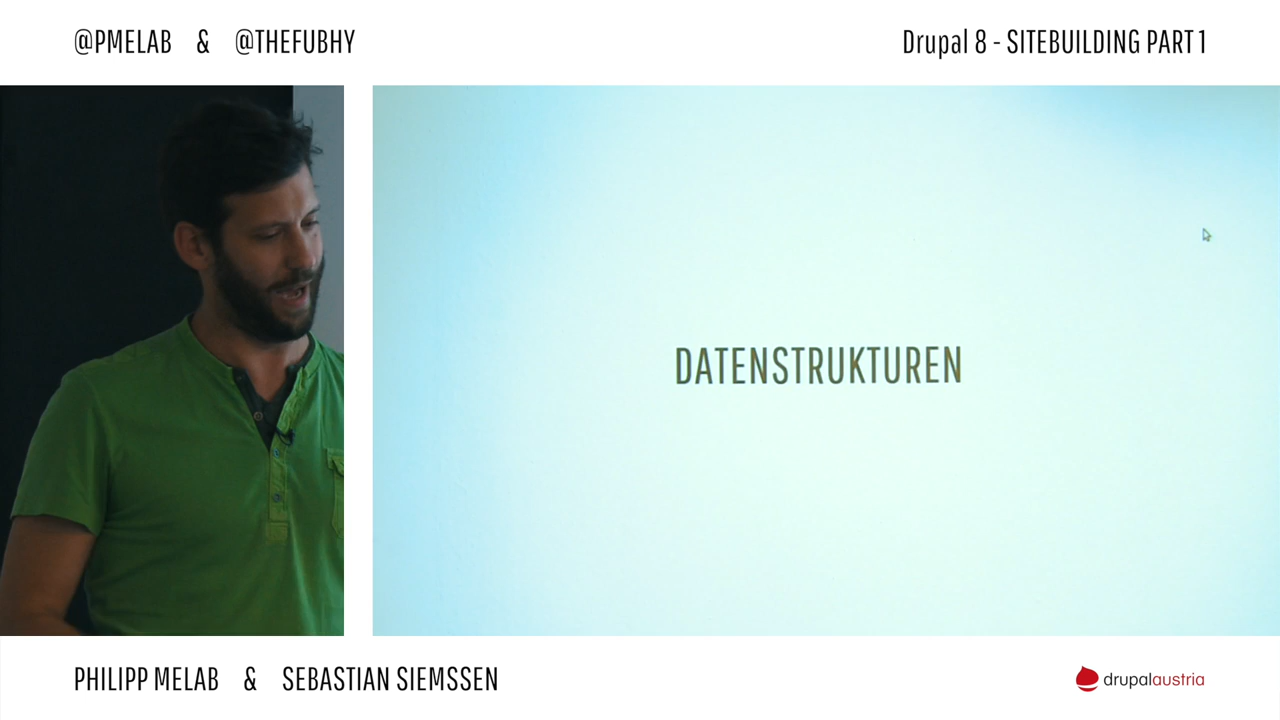 @PMELAB & @THEFUBHY
Drupal 8 - SITEBUILDING PART 1
DATENSTRUKTUREN
PHILIPP MELAB & SEBASTIAN SIEMSSEN
drupalaustria